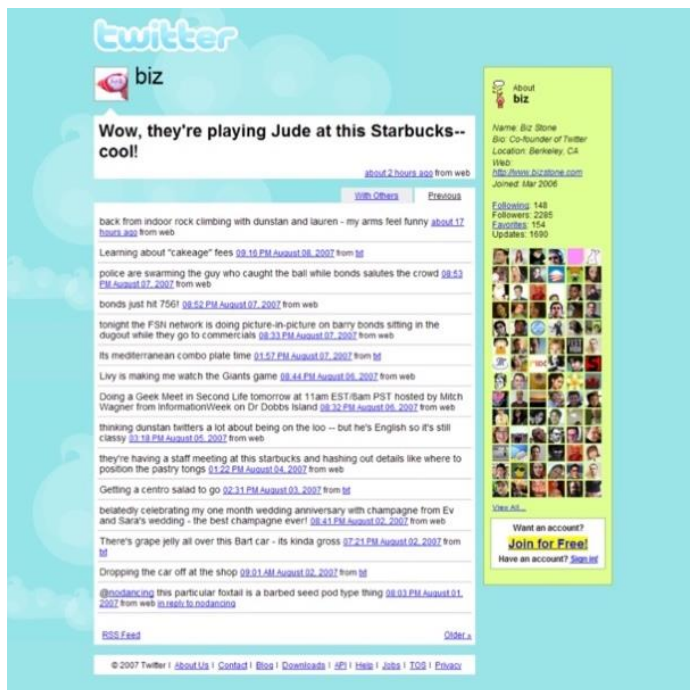 twitter
biz
Wow, they're playing Jude at this Starbucks--
cool!
about 2 hours ago from web
With Others
Previous
back from indoor rock climbing with dunstan and lauren - my arms feel funny about 17
hours ago from web
Learning about "cakeage" fees 09:16 PM August 08, 2007 from txt
police are swarming the guy who caught the ball while bonds salutes the crowd 08:53
PM August 07, 2007 from web
bonds just hit 756! 08:52 PM August 07, 2007 from web
tonight the FSN network is doing picture-in-picture on barry bonds sitting in the
dugout while they go to commercials 08:33 PM August 07, 2007 from web
Its mediterranean combo plate time 01:57 PM August 07, 2007 from txt
Livy is making me watch the Giants game 08:44 PM August 06, 2007 from web
Doing a Geek Meet in Second Life tomorrow at 11am EST/8am PST hosted by Mitch
Wagner from InformationWeek on Dr Dobbs Island 08:32 PM August 06, 2007 from web
thinking dunstan twitters a lot about being on the loo -- but he's English so it's still
classy 03:18 PM August 05, 2007 from web
they're having a staff meeting at this starbucks and hashing out details like where to
position the pastry tongs 01:22 PM August 04, 2007 from web
Getting a centro salad to go 02:31 PM August 03, 2007 from txt
belatedly celebrating my one month wedding anniversary with champagne from Ev
and Sara's wedding - the best champagne ever! 08:41 PM August 02, 2007 from web
There's grape jelly all over this Bart car - its kinda gross 07:21 PM August 02, 2007 from
txt
Dropping the car off at the shop 09:01 AM August 02, 2007 from txt
@nodancing this particular foxtail is a barbed seed pod type thing 08:03 PM August 01,
2007 from web in reply to nodancing
RSS Feed
Older »
© 2007 Twitter | About Us | Contact | Blog | Downloads | API | Help | Jobs | TOS | Privacy
About
biz
Name: Biz Stone
Bio: Co-founder of Twitter
Location: Berkeley, CA
Web:
http://www.bizstone.com
Joined: Mar 2006
Following: 148
Followers: 2285
Favorites: 154
Updates: 1690
View All...
Want an account?
Join for Free!
Have an account? Sign in!